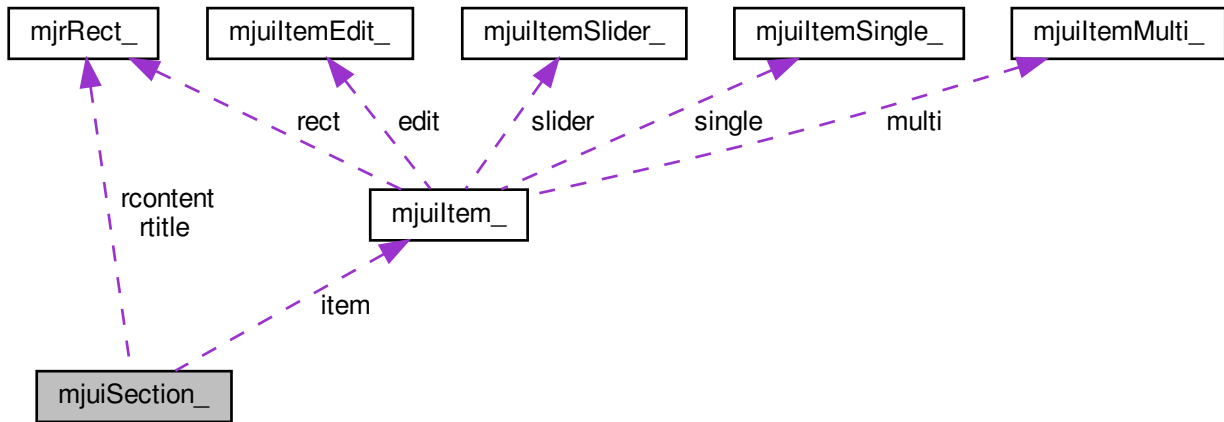 mjrRect_
mjuiItemEdit_
mjuiItemSlider_
mjuiItemSingle_
mjuiItemMulti_
rect
edit
slider
single
multi
rcontent
rtitle
mjuiItem_
item
mjuiSection_